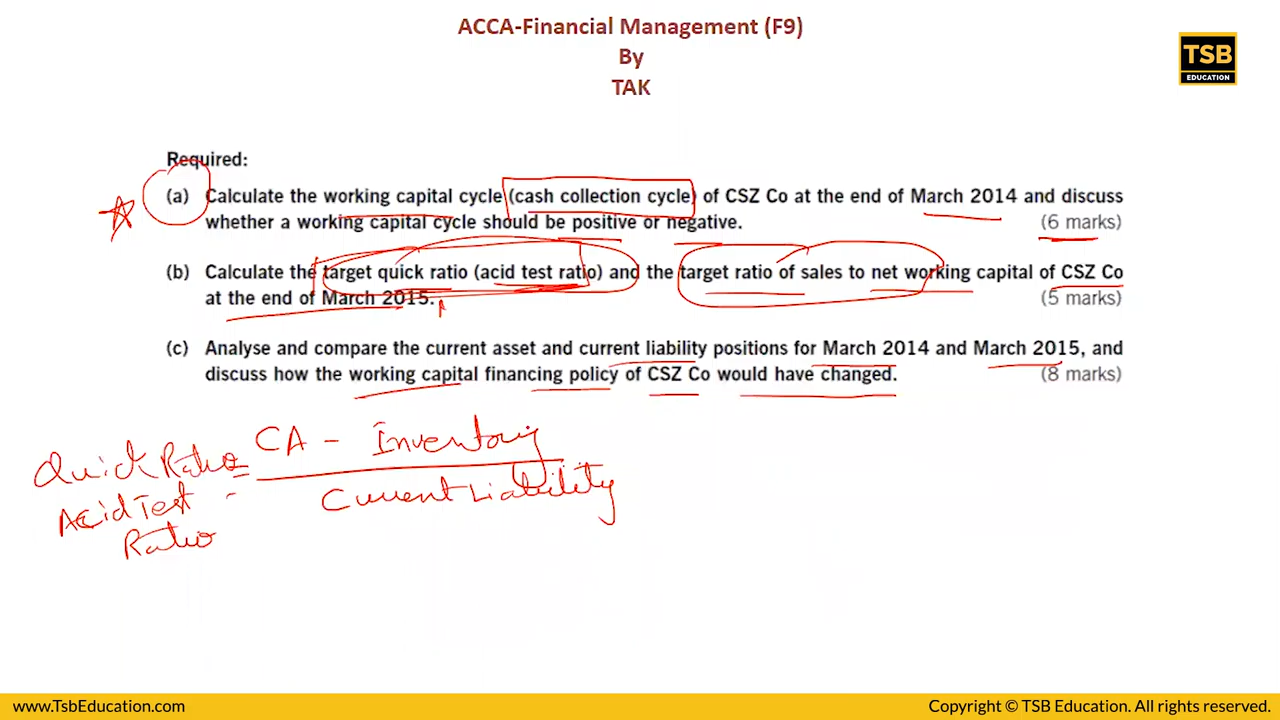 ACCA-Financial Management (F9)
By
TAK
TSB
EDUCATION
Required:
(a) Calculate the working capital cycle (cash collection cycle) of CSZ Co at the end of March 2014 and discuss
whether a working capital cycle should be positive or negative. (6 marks)
(b) Calculate the target quick ratio (acid test ratio) and the target ratio of sales to net working capital of CSZ Co
at the end of March 2015. (5 marks)
(c) Analyse and compare the current asset and current liability positions for March 2014 and March 2015, and
discuss how the working capital financing policy of CSZ Co would have changed. (8 marks)
Quick Ratio = CA - Inventory
Current Liability
Acid Test
Ratio
www.TsbEducation.com
Copyright © TSB Education. All rights reserved.